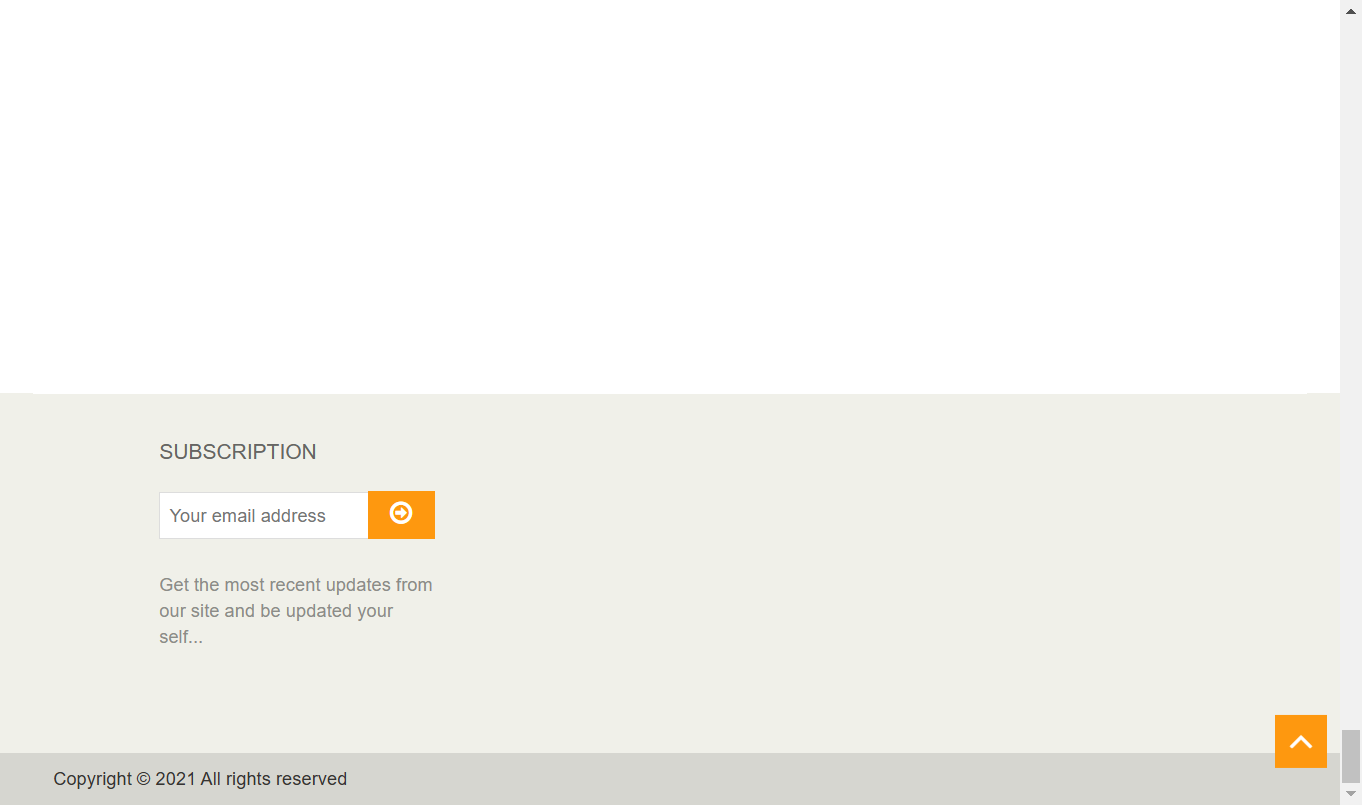 SUBSCRIPTION
Your email address
Get the most recent updates from
our site and be updated your
self...
Copyright © 2021 All rights reserved